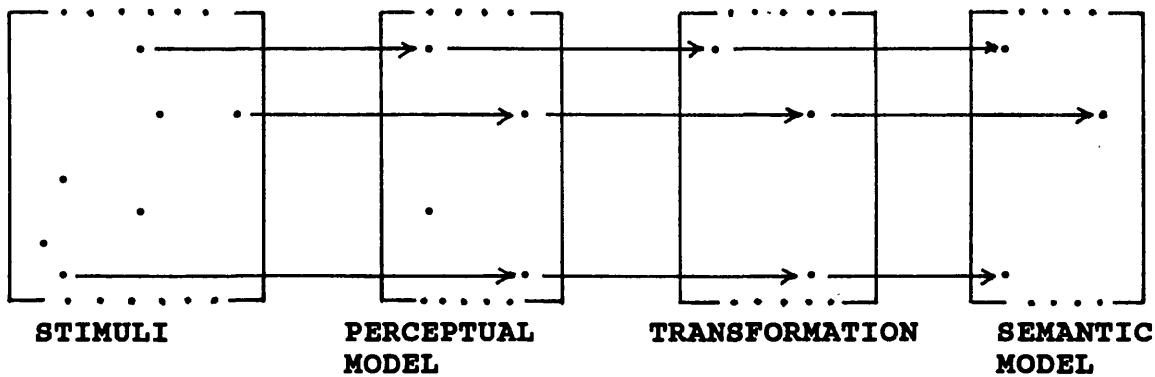 STIMULI
PERCEPTUAL
MODEL
TRANSFORMATION
SEMANTIC
MODEL